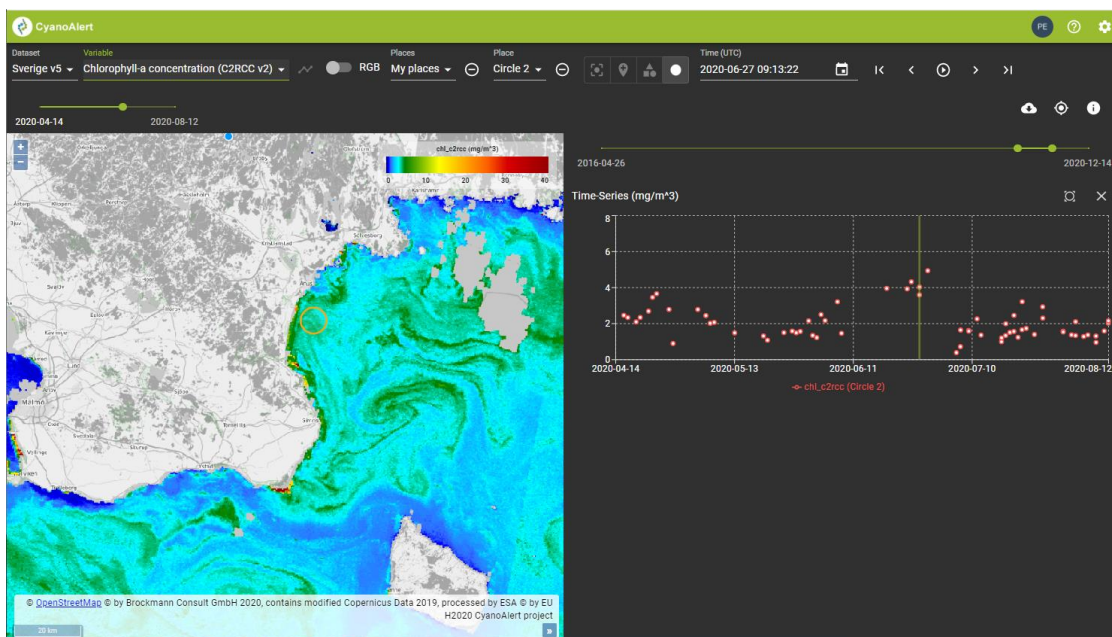 CyanoAlert
PE
Dataset
Variable
Places
Place
Time (UTC)
Sverige v5
Chlorophyll-a concentration (C2RCC v2)
RGB
My places
Circle 2
2020-06-27 09:13:22
2020-04-14
2020-08-12
chl_c2rcc (mg/m^3)
0
10
20
30
40
+
−
Kristianstad
Malmö
2016-04-26
2020-12-14
Time-Series (mg/m^3)
8
6
4
2
0
2020-04-14
2020-05-13
2020-06-11
2020-07-10
2020-08-12
chl_c2rcc (Circle 2)
© OpenStreetMap © by Brockmann Consult GmbH 2020, contains modified Copernicus Data 2019, processed by ESA © by EU
H2020 CyanoAlert project
20 km
»